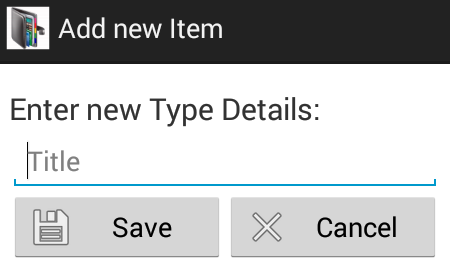 Add new Item
Enter new Type Details:
Title
Save
Cancel